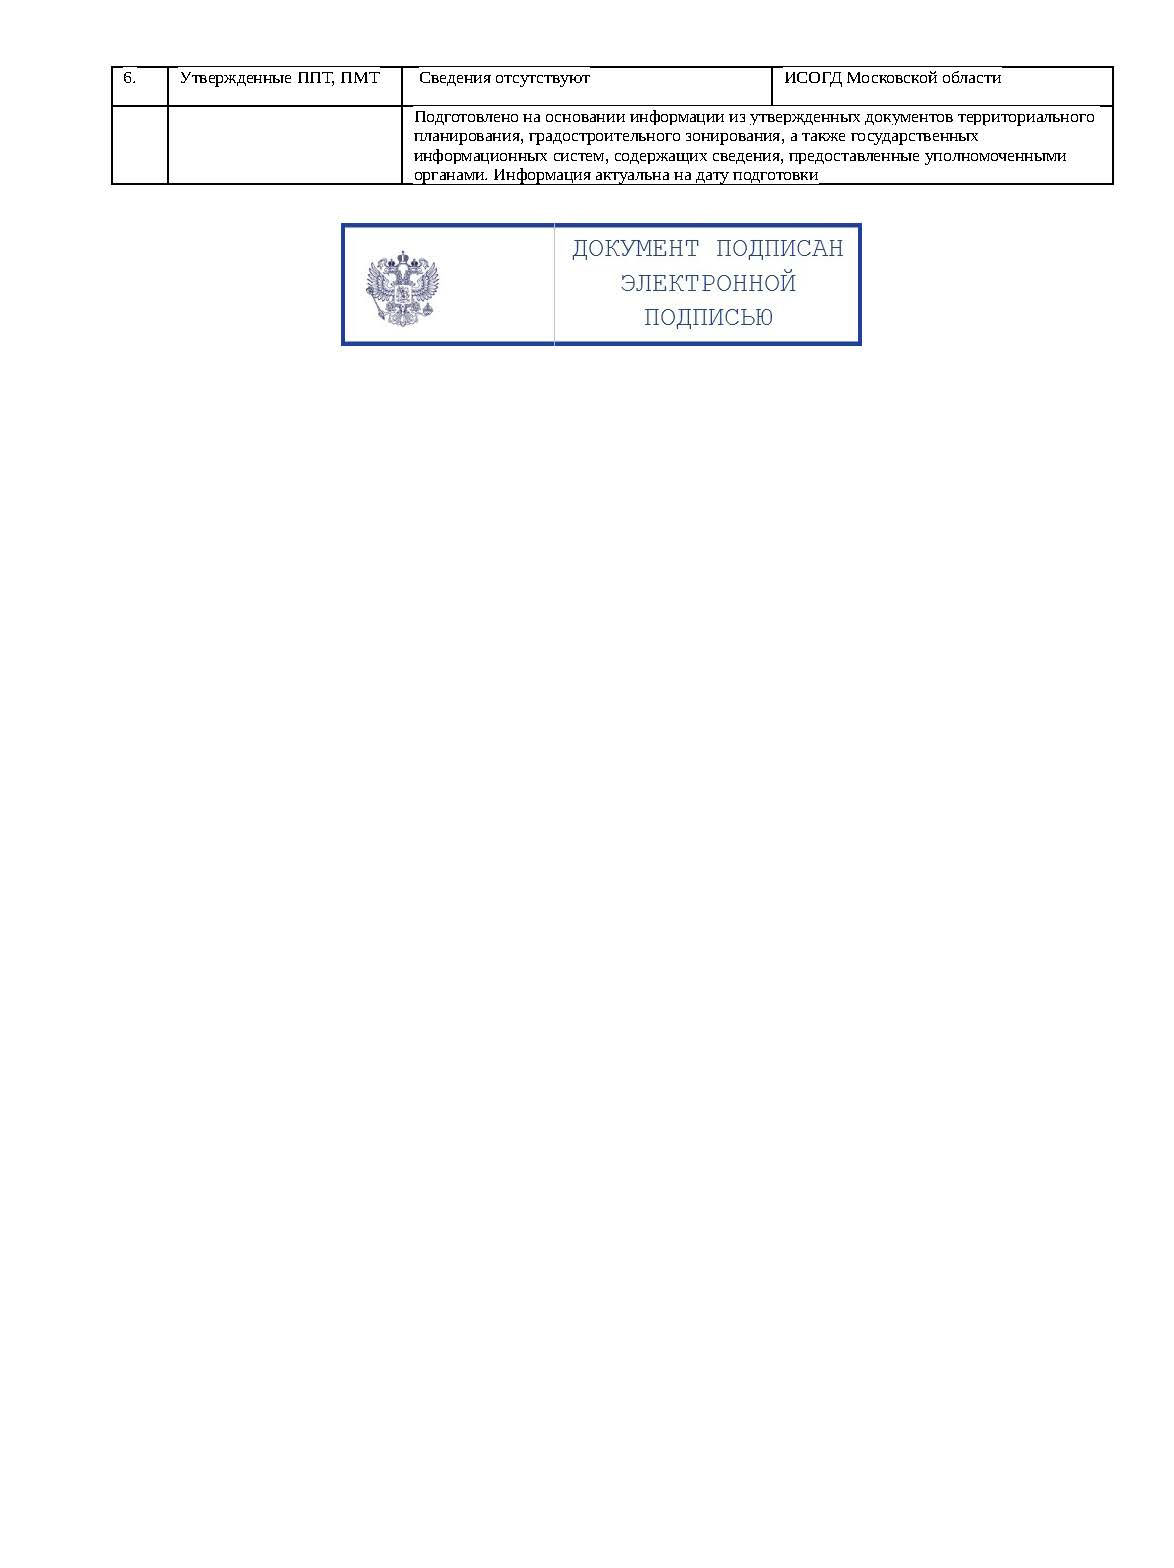 6. Утвержденные ППТ, ПМТ Сведения отсутствуют ИСОГД Московской области
Подготовлено на основании информации из утвержденных документов территориального
планирования, градостроительного зонирования, а также государственных
информационных систем, содержащих сведения, предоставленные уполномоченными
органами. Информация актуальна на дату подготовки
ДОКУМЕНТ ПОДПИСАН
ЭЛЕКТРОННОЙ
ПОДПИСЬЮ